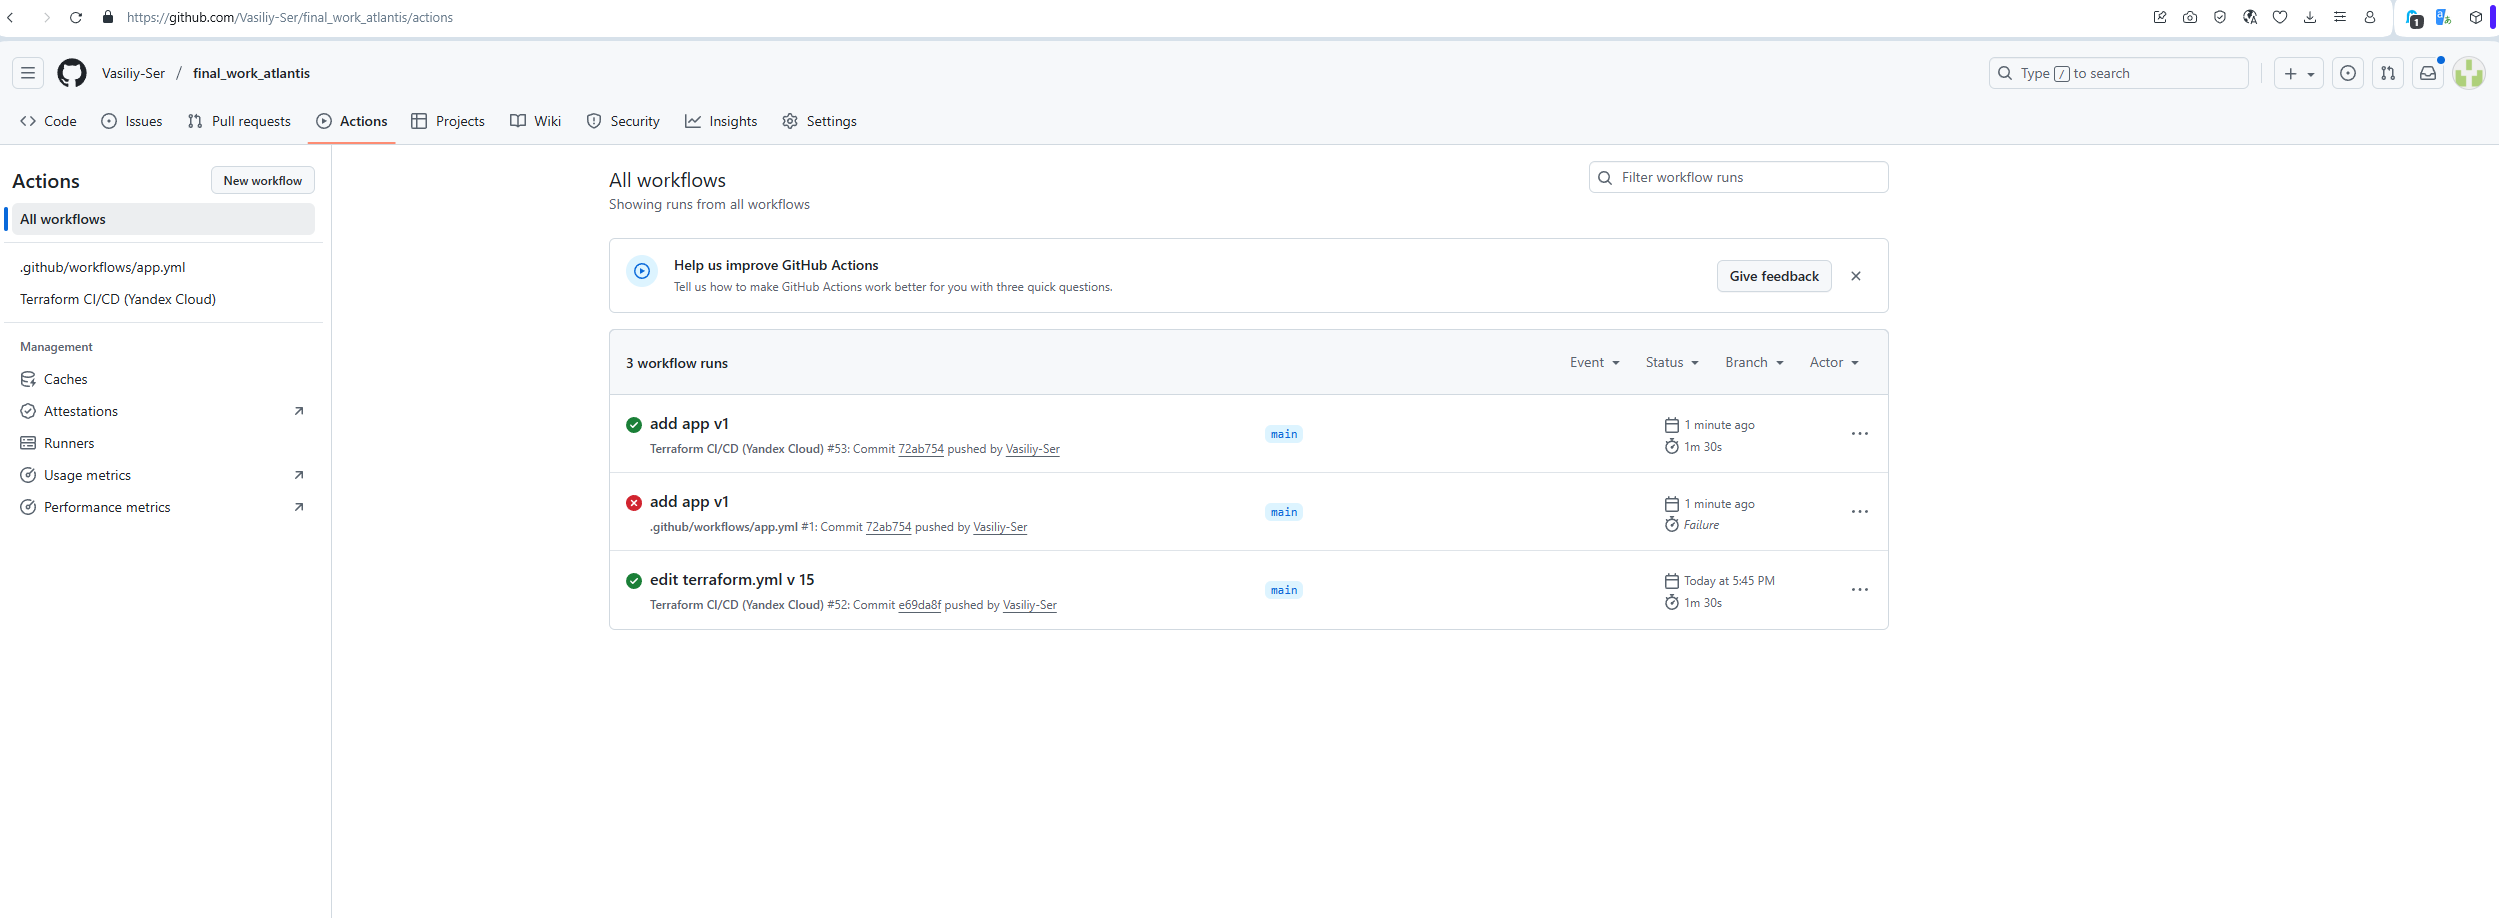 https://github.com/Vasiliy-Ser/final_work_atlantis/actions
1
Vasiliy-Ser / final_work_atlantis
Type / to search
Code
Issues
Pull requests
Actions
Projects
Wiki
Security
Insights
Settings
Actions
New workflow
All workflows
.github/workflows/app.yml
Terraform CI/CD (Yandex Cloud)
Management
Caches
Attestations
Runners
Usage metrics
Performance metrics
All workflows
Showing runs from all workflows
Filter workflow runs
Help us improve GitHub Actions
Tell us how to make GitHub Actions work better for you with three quick questions.
Give feedback
3 workflow runs
Event
Status
Branch
Actor
add app v1
Terraform CI/CD (Yandex Cloud) #53: Commit 72ab754 pushed by Vasiliy-Ser
main
1 minute ago
1m 30s
add app v1
.github/workflows/app.yml #1: Commit 72ab754 pushed by Vasiliy-Ser
main
1 minute ago
Failure
edit terraform.yml v 15
Terraform CI/CD (Yandex Cloud) #52: Commit e69da8f pushed by Vasiliy-Ser
main
Today at 5:45 PM
1m 30s